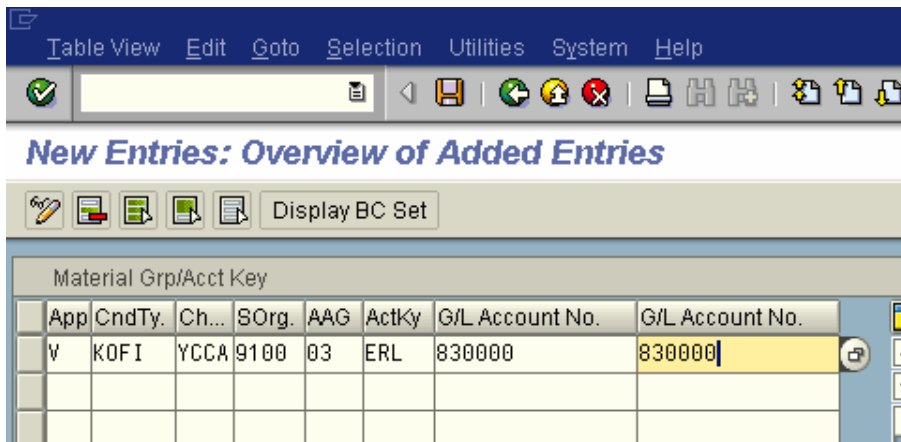 Table View Edit Goto Selection Utilities System Help
New Entries: Overview of Added Entries
Display BC Set
Material Grp/Acct Key
App CndTy. Ch... SOrg. AAG ActKy G/L Account No. G/L Account No.
V KOFI YCCA 9100 03 ERL 830000 830000